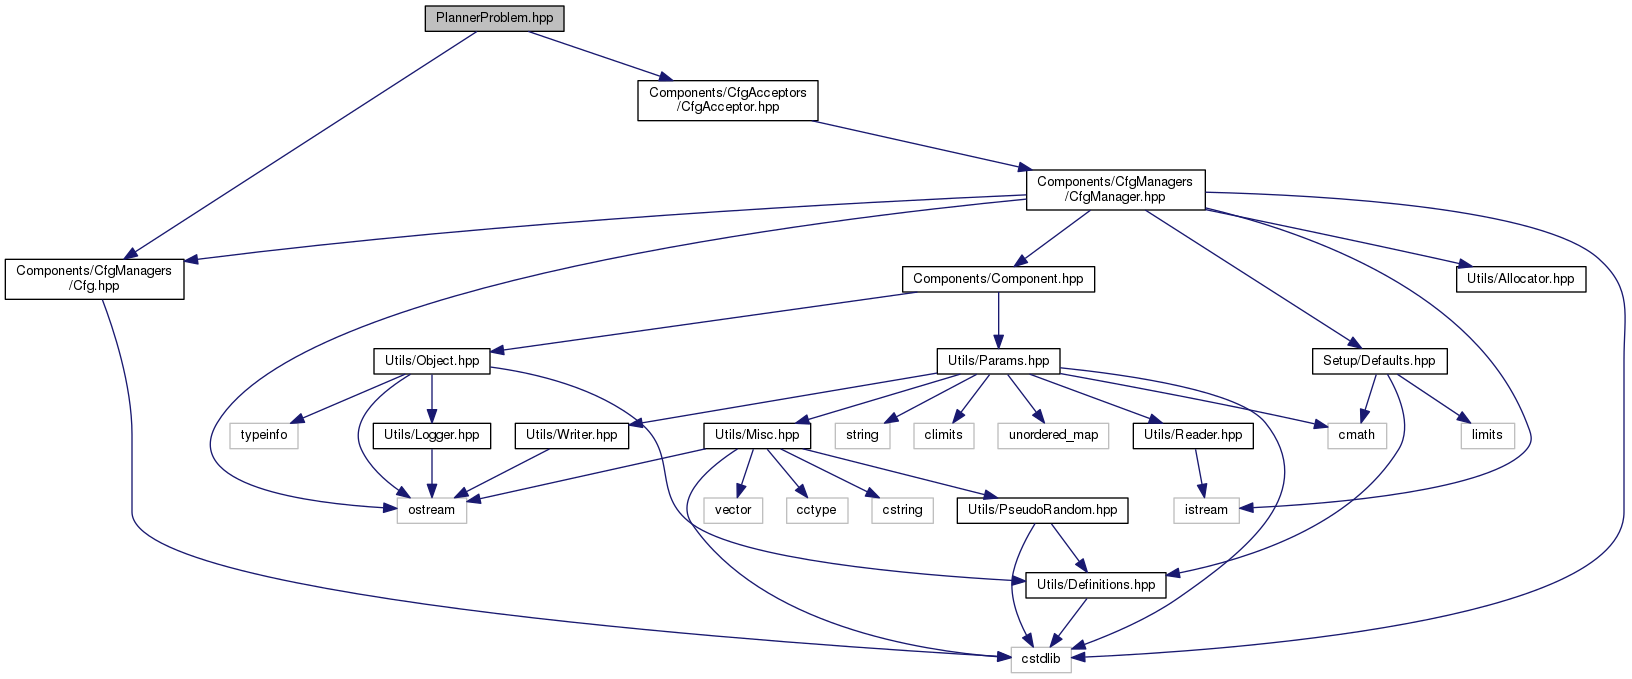 PlannerProblem.hpp
Components/CfgAcceptors
/CfgAcceptor.hpp
Components/CfgManagers
/CfgManager.hpp
Components/CfgManagers
/Cfg.hpp
Components/Component.hpp
Utils/Allocator.hpp
Utils/Object.hpp
Utils/Params.hpp
Setup/Defaults.hpp
typeinfo
Utils/Logger.hpp
Utils/Writer.hpp
Utils/Misc.hpp
string
climits
unordered_map
Utils/Reader.hpp
cmath
limits
ostream
vector
cctype
cstring
Utils/PseudoRandom.hpp
istream
Utils/Definitions.hpp
cstdlib